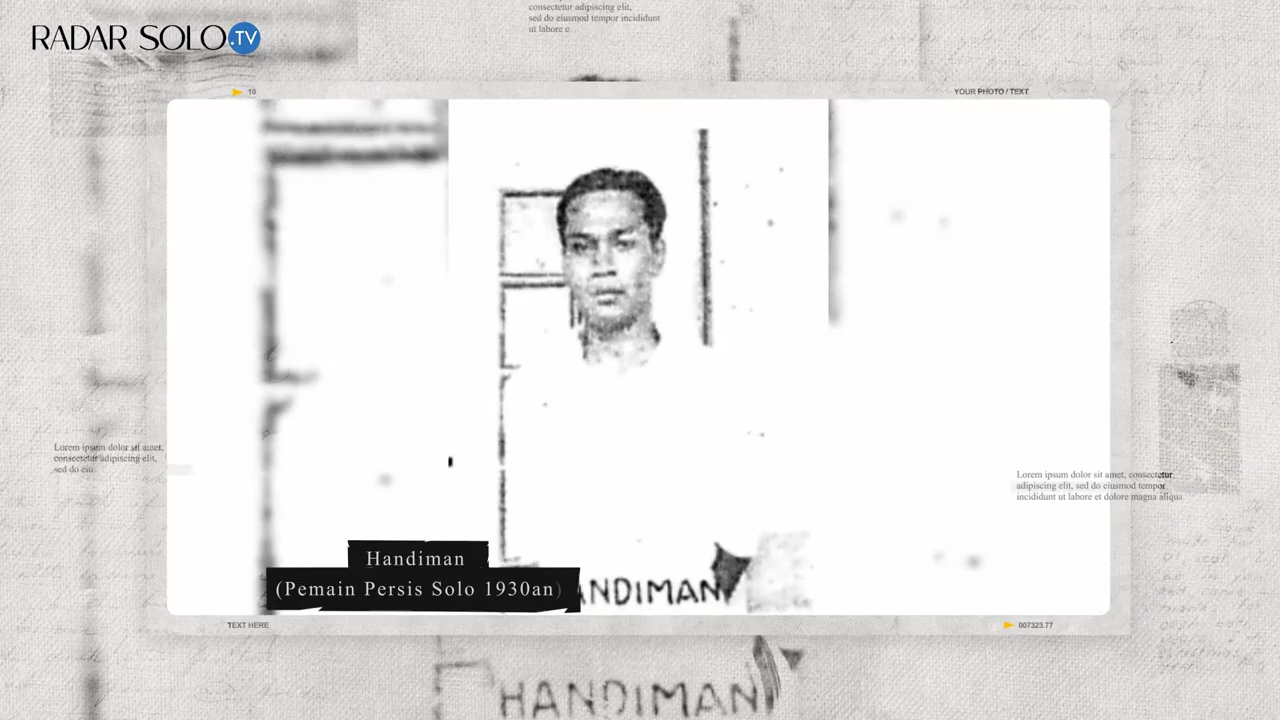 consectetur adipiscing elit,
sed do eiusmod tempor incididunt
ut labore e
RADAR SOLO.TV
10
YOUR PHOTO / TEXT
Lorem ipsum dolor sit amet,
consectetur adipiscing elit,
sed do eiu
Lorem ipsum dolor sit amet, consectetur
adipiscing elit, sed do eiusmod tempor
incididunt ut labore et dolore magna aliqua
Handiman
(Pemain Persis Solo 1930an)
ANDIMAN
TEXT HERE
007323.77
HANDIMAN